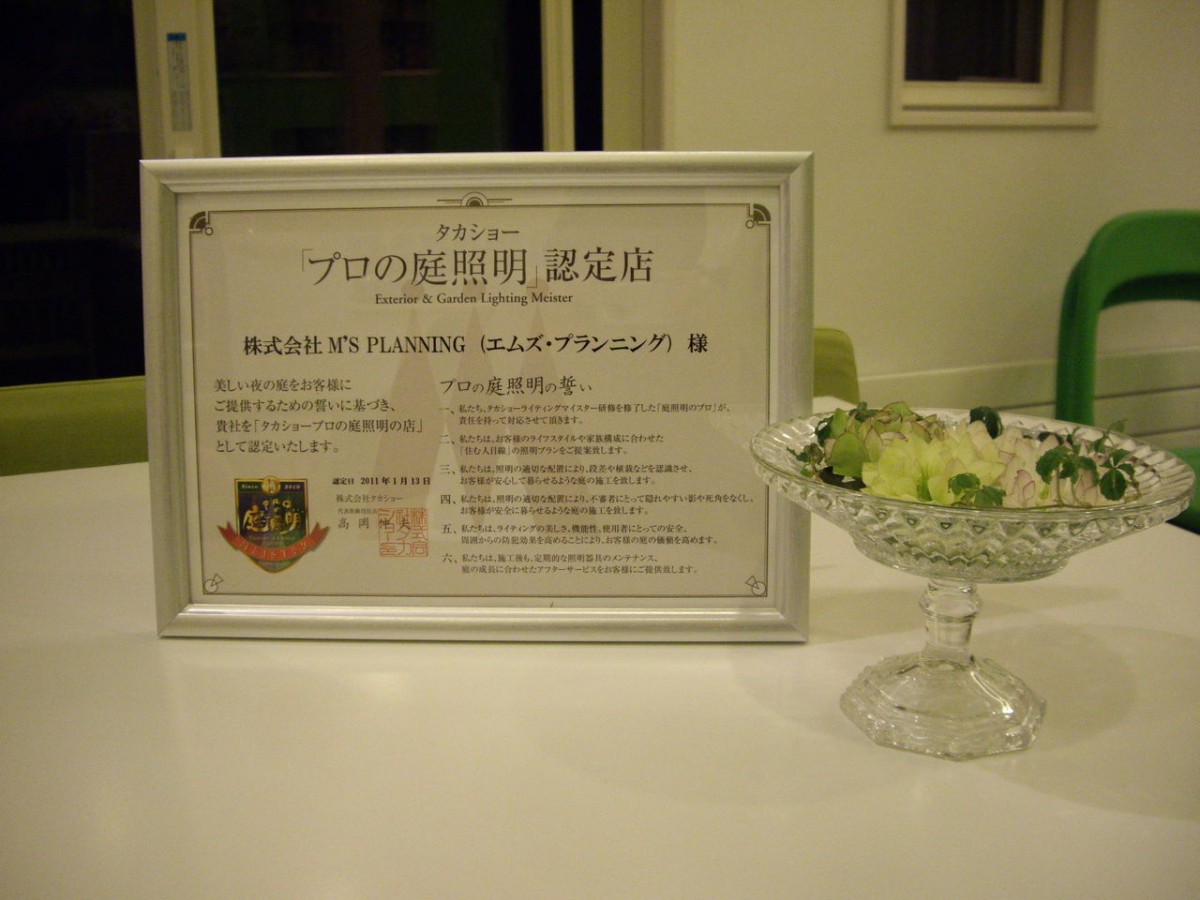 タカショー
「プロの庭照明」認定店
Exterior & Garden Lighting Meister
株式会社 M'S PLANNING（エムズ・プランニング）様
美しい夜の庭をお客様に
ご提供するための誓いに基づき、
貴社を「タカショープロの庭照明の店」
として認定いたします。
認定日 2011年1月13日
株式会社タカショー
高岡伸夫
Since 2010
プロの
庭照明
プロの庭照明の誓い
一、私たち、タカショーライティングマイスター研修を修了した「庭照明のプロ」が、
責任を持って対応させて頂きます。
二、私たちは、お客様のライフスタイルや家族構成に合わせた
「住む人目線」の照明プランをご提案致します。
三、私たちは、照明の適切な配置により、段差や植栽などを認識させ、
お客様が安心して暮らせるような庭の施工を致します。
四、私たちは、照明の適切な配置により、不審者にとって隠れやすい影や死角をなくし、
お客様が安全に暮らせるような庭の施工を致します。
五、私たちは、ライティングの美しさ、機能性、使用者にとっての安全、
周囲からの防犯効果を高めることにより、お客様の庭の価値を高めます。
六、私たちは、施工後も、定期的な照明器具のメンテナンス、
庭の成長に合わせたアフターサービスをお客様にご提供致します。